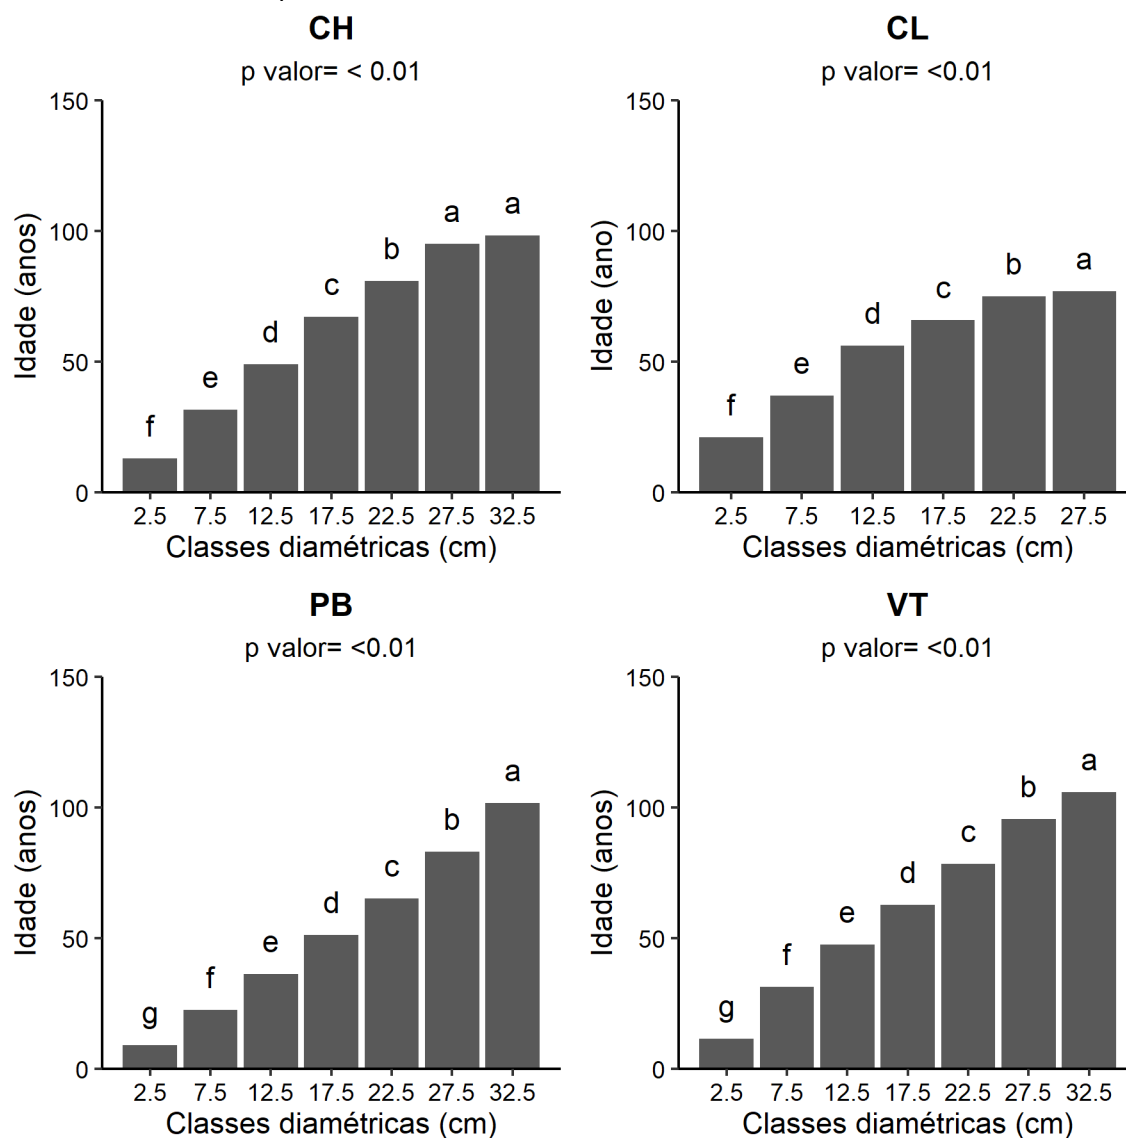 CH
p valor= < 0.01
150
100
50
0
Idade (anos)
f
e
d
c
b
a
a
2.5 7.5 12.5 17.5 22.5 27.5 32.5
Classes diamétricas (cm)
CL
p valor= <0.01
150
100
50
0
Idade (ano)
f
e
d
c
b
a
2.5 7.5 12.5 17.5 22.5 27.5
Classes diamétricas (cm)
PB
p valor= <0.01
150
100
50
0
Idade (anos)
g
f
e
d
c
b
a
2.5 7.5 12.5 17.5 22.5 27.5 32.5
Classes diamétricas (cm)
VT
p valor= <0.01
150
100
50
0
Idade (anos)
g
f
e
d
c
b
a
2.5 7.5 12.5 17.5 22.5 27.5 32.5
Classes diamétricas (cm)